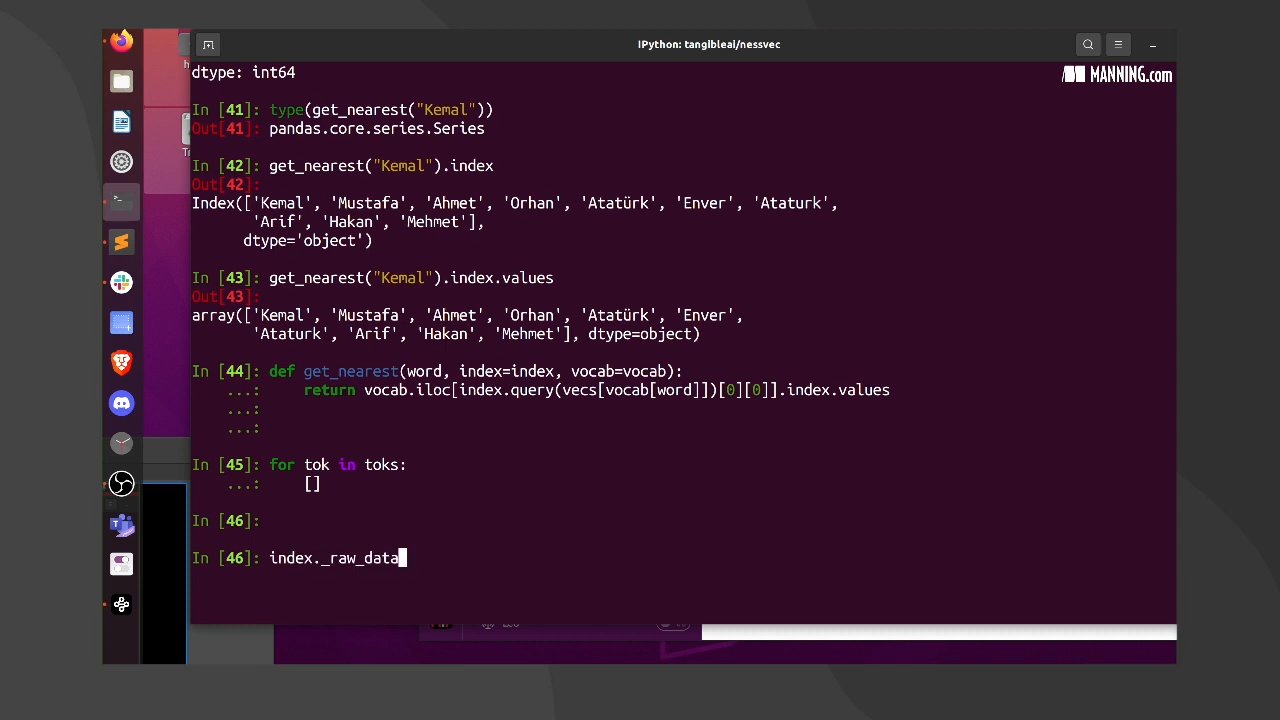 IPython: tangibleai/nessvec
MANNING.com
dtype: int64
In [41]: type(get_nearest("Kemal"))
Out[41]: pandas.core.series.Series
In [42]: get_nearest("Kemal").index
Out[42]:
Index(['Kemal', 'Mustafa', 'Ahmet', 'Orhan', 'Atatürk', 'Enver', 'Ataturk',
'Arif', 'Hakan', 'Mehmet'],
dtype='object')
In [43]: get_nearest("Kemal").index.values
Out[43]:
array(['Kemal', 'Mustafa', 'Ahmet', 'Orhan', 'Atatürk', 'Enver',
'Ataturk', 'Arif', 'Hakan', 'Mehmet'], dtype=object)
In [44]: def get_nearest(word, index=index, vocab=vocab):
...: return vocab.iloc[index.query(vecs[vocab[word]])[0][0]].index.values
...:
...:
In [45]: for tok in toks:
...: []
In [46]:
In [46]: index._raw_data